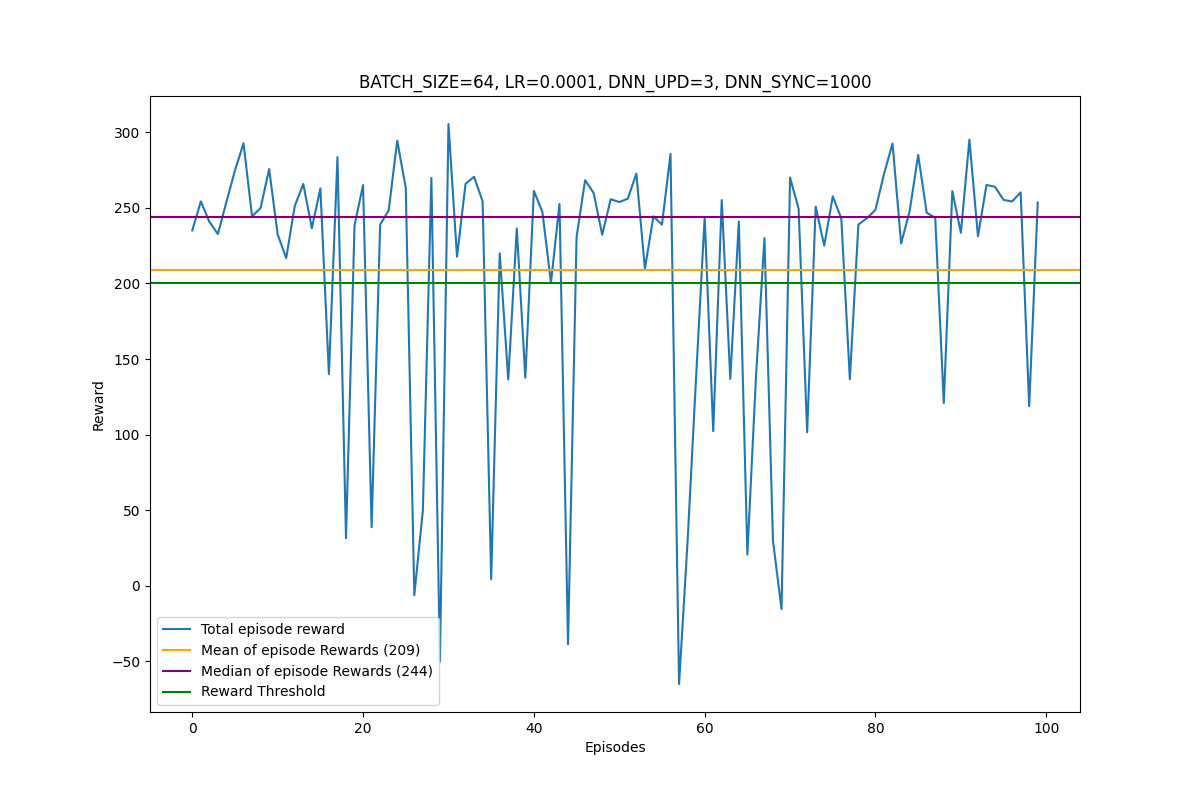 BATCH_SIZE=64, LR=0.0001, DNN_UPD=3, DNN_SYNC=1000
300
250
200
150
100
50
0
−50
Reward
Total episode reward
Mean of episode Rewards (209)
Median of episode Rewards (244)
Reward Threshold
0 20 40 60 80 100
Episodes